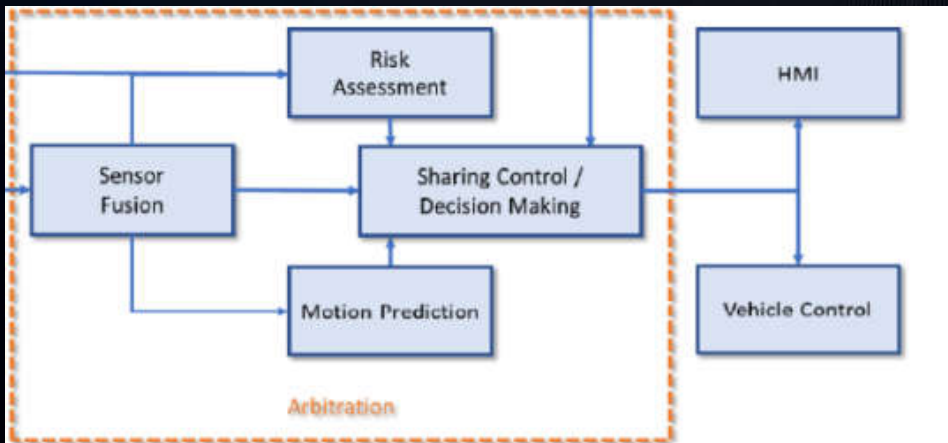 Risk
Assessment
HMI
Sensor
Fusion
Sharing Control /
Decision Making
Motion Prediction
Vehicle Control
Arbitration